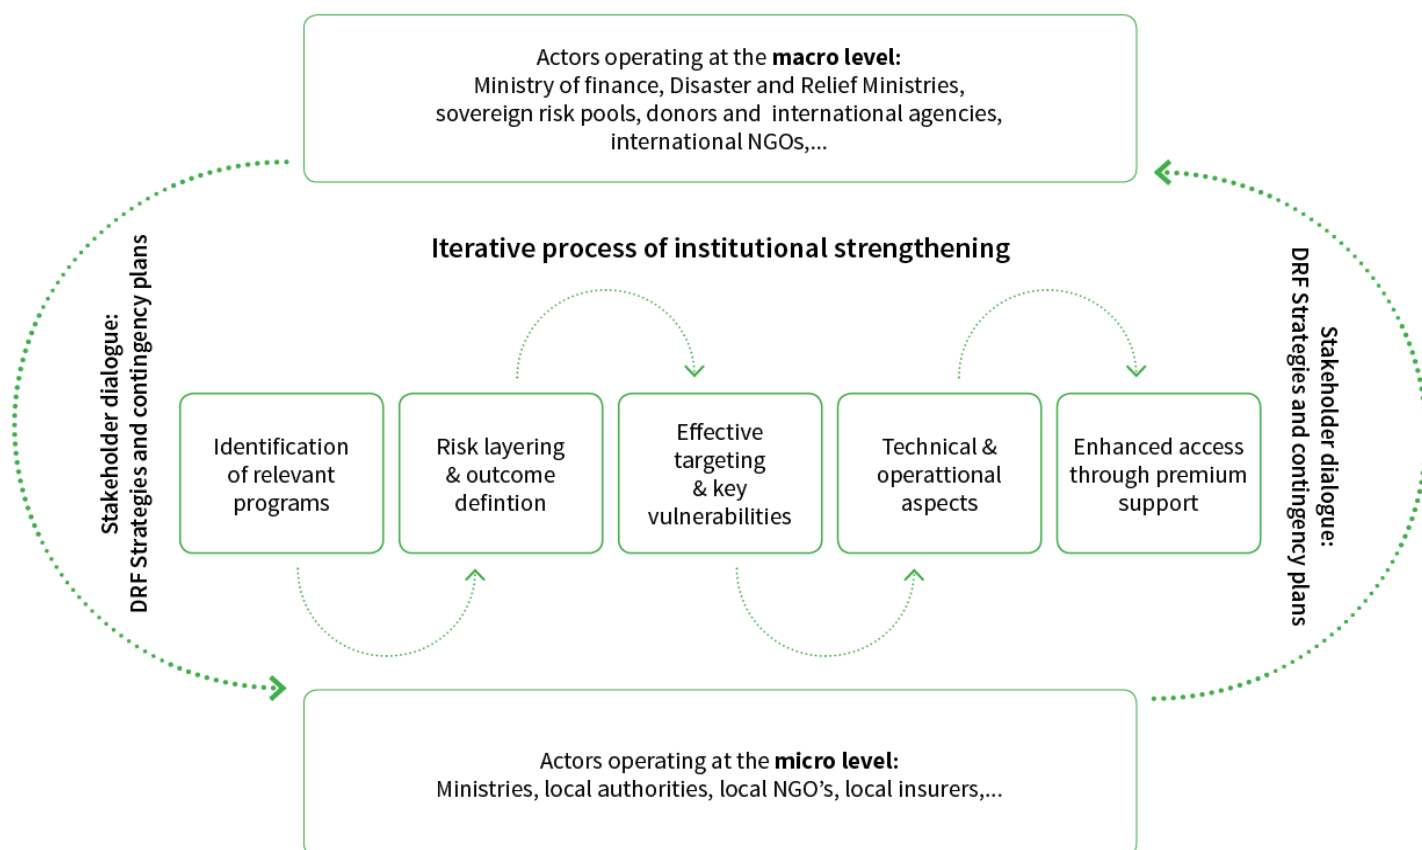 Actors operating at the macro level:
Ministry of finance, Disaster and Relief Ministries,
sovereign risk pools, donors and international agencies,
international NGOs,...
Iterative process of institutional strengthening
Stakeholder dialogue:
DRF Strategies and contingency plans
Identification
of relevant
programs
Risk layering
& outcome
defintion
Effective
targeting
& key
vulnerabilities
Technical &
operattional
aspects
Enhanced access
through premium
support
Stakeholder dialogue:
DRF Strategies and contingency plans
Actors operating at the micro level:
Ministries, local authorities, local NGO’s, local insurers,...